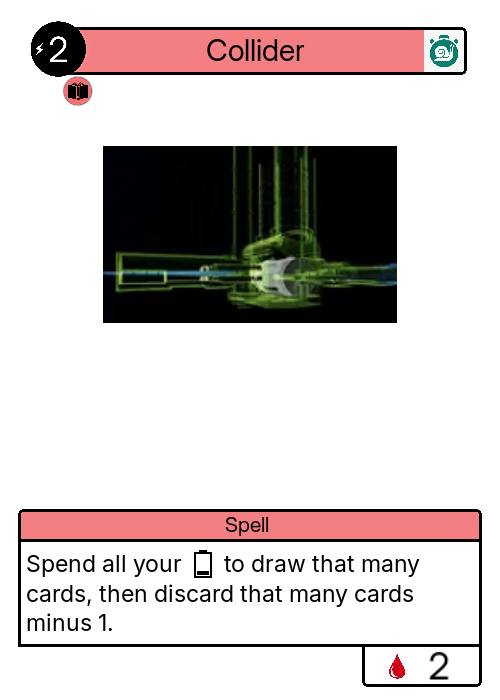 2
Collider
Spell
Spend all your to draw that many
cards, then discard that many cards
minus 1.
2